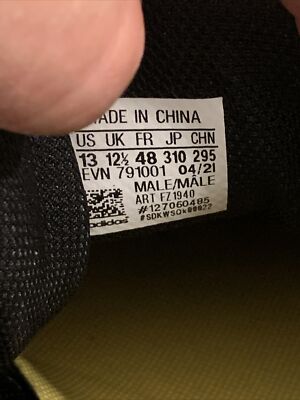 MADE IN CHINA
US UK FR JP CHN
13 12½ 48 310 295
EVN 791001 04/21
MALE/MÂLE
ART FZ1940
#127060485
adidas